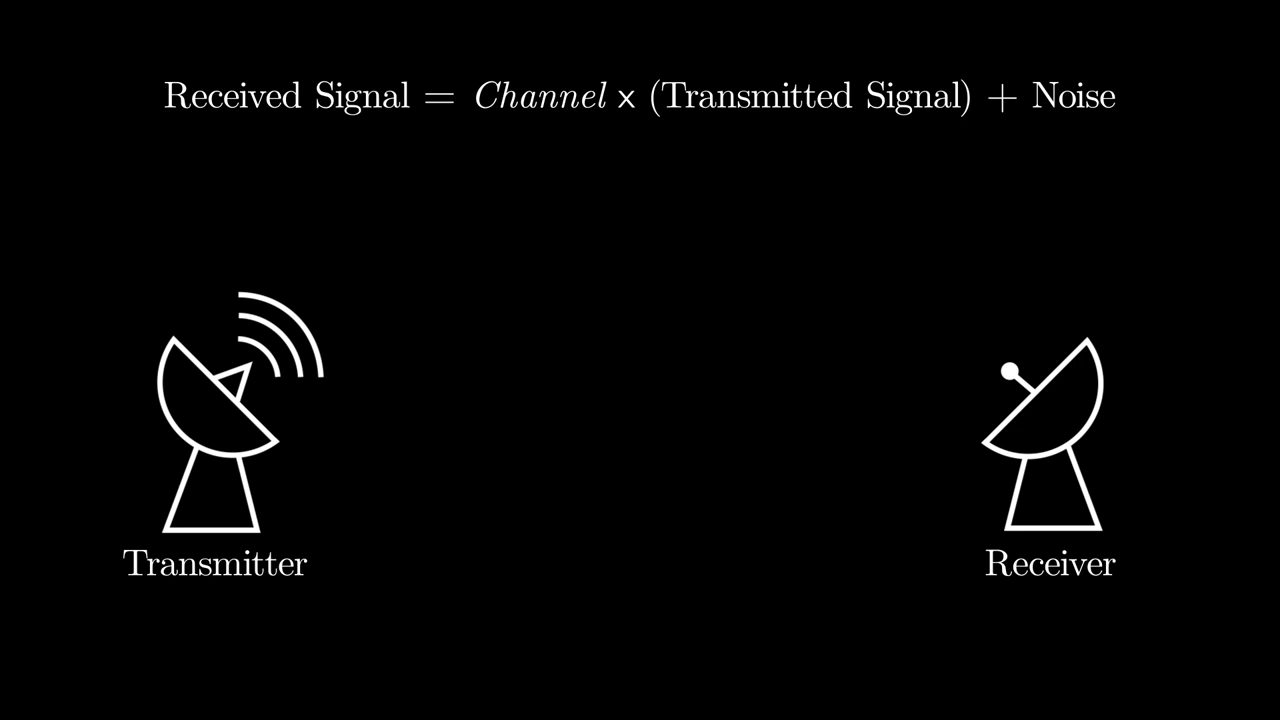 Received Signal = Channel x (Transmitted Signal) + Noise
Transmitter
Receiver